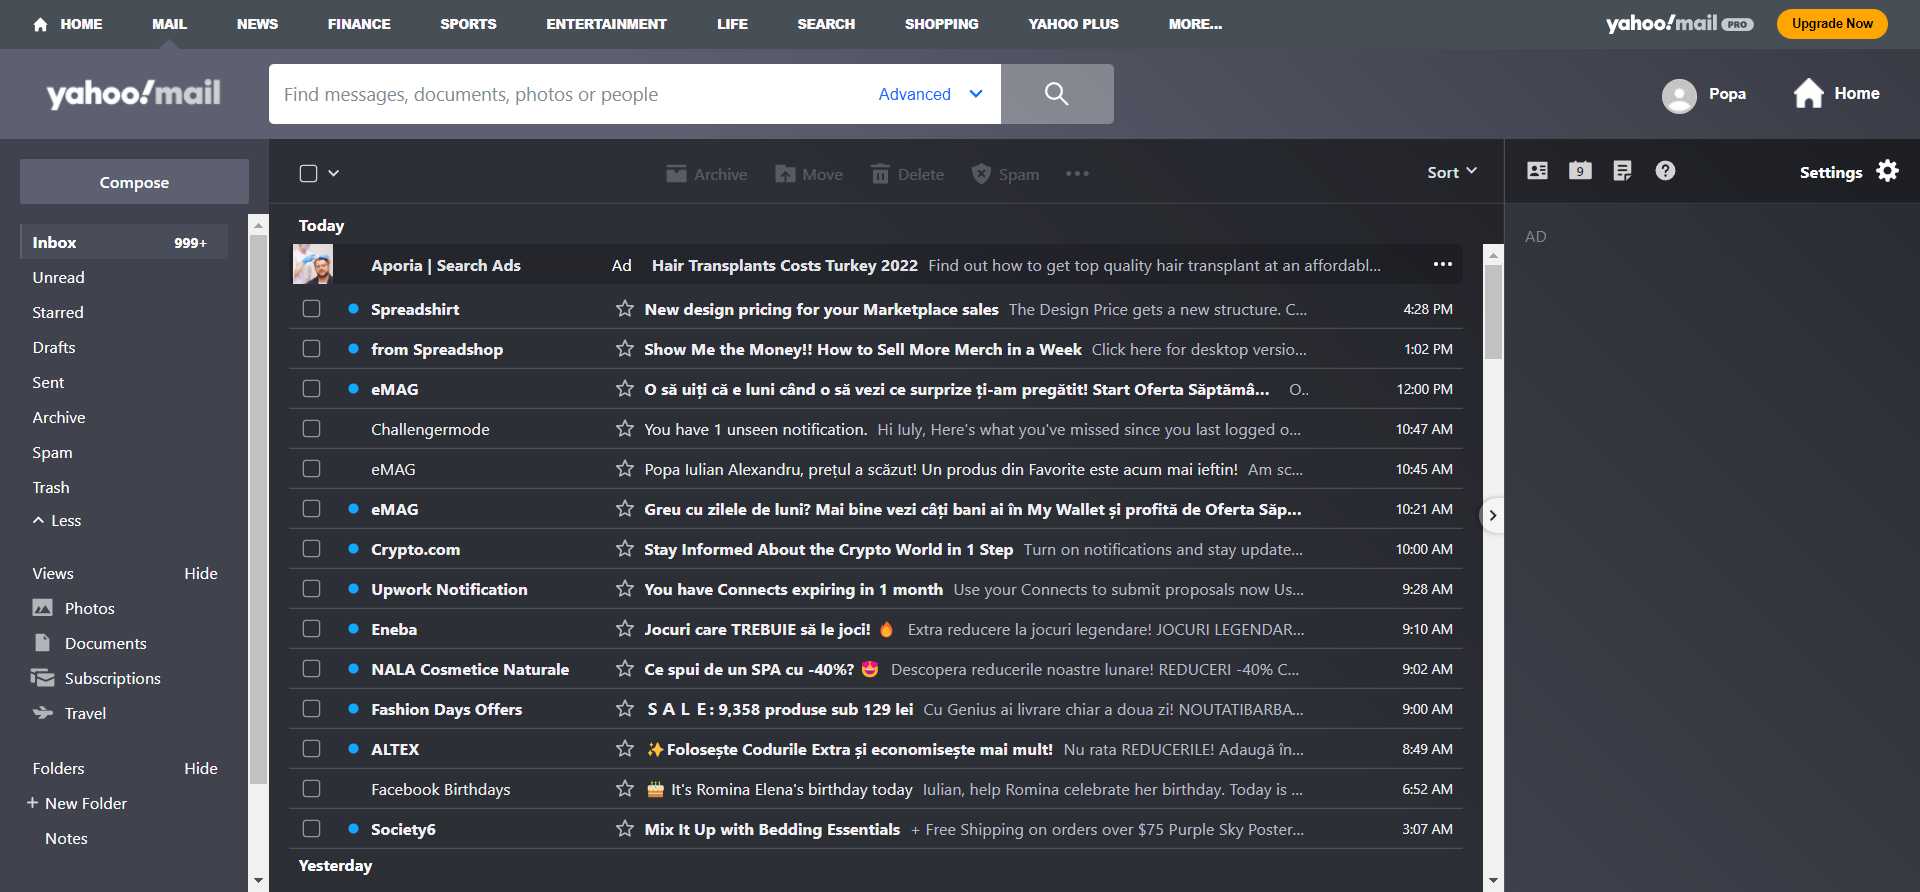 HOME MAIL NEWS FINANCE SPORTS ENTERTAINMENT LIFE SEARCH SHOPPING YAHOO PLUS MORE... yahoo!mail PRO Upgrade Now
yahoo!mail Find messages, documents, photos or people Advanced Popa Home
Compose
Inbox 999+
Unread
Starred
Drafts
Sent
Archive
Spam
Trash
Less
Views Hide
Photos
Documents
Subscriptions
Travel
Folders Hide
+ New Folder
Notes
Archive Move Delete Spam ••• Sort
Today
Aporia | Search Ads Ad Hair Transplants Costs Turkey 2022 Find out how to get top quality hair transplant at an affordabl... •••
Spreadshirt New design pricing for your Marketplace sales The Design Price gets a new structure. C... 4:28 PM
from Spreadshop Show Me the Money!! How to Sell More Merch in a Week Click here for desktop versio... 1:02 PM
eMAG O să uiți că e luni când o să vezi ce surprize ți-am pregătit! Start Oferta Săptămâ... O.. 12:00 PM
Challengermode You have 1 unseen notification. Hi Iuly, Here's what you've missed since you last logged o... 10:47 AM
eMAG Popa Iulian Alexandru, prețul a scăzut! Un produs din Favorite este acum mai ieftin! Am sc... 10:45 AM
eMAG Greu cu zilele de luni? Mai bine vezi câți bani ai în My Wallet și profită de Oferta Săp... 10:21 AM
Crypto.com Stay Informed About the Crypto World in 1 Step Turn on notifications and stay update... 10:00 AM
Upwork Notification You have Connects expiring in 1 month Use your Connects to submit proposals now Us... 9:28 AM
Eneba Jocuri care TREBUIE să le joci! 🔥 Extra reducere la jocuri legendare! JOCURI LEGENDAR... 9:10 AM
NALA Cosmetice Naturale Ce spui de un SPA cu -40%? 😍 Descopera reducerile noastre lunare! REDUCERI -40% C... 9:02 AM
Fashion Days Offers S A L E : 9,358 produse sub 129 lei Cu Genius ai livrare chiar a doua zi! NOUTATIBARBA... 9:00 AM
ALTEX ✨Folosește Codurile Extra și economisește mai mult! Nu rata REDUCERILE! Adaugă în... 8:49 AM
Facebook Birthdays 🎂 It's Romina Elena's birthday today Iulian, help Romina celebrate her birthday. Today is ... 6:52 AM
Society6 Mix It Up with Bedding Essentials + Free Shipping on orders over $75 Purple Sky Poster... 3:07 AM
Yesterday
9 Settings
AD